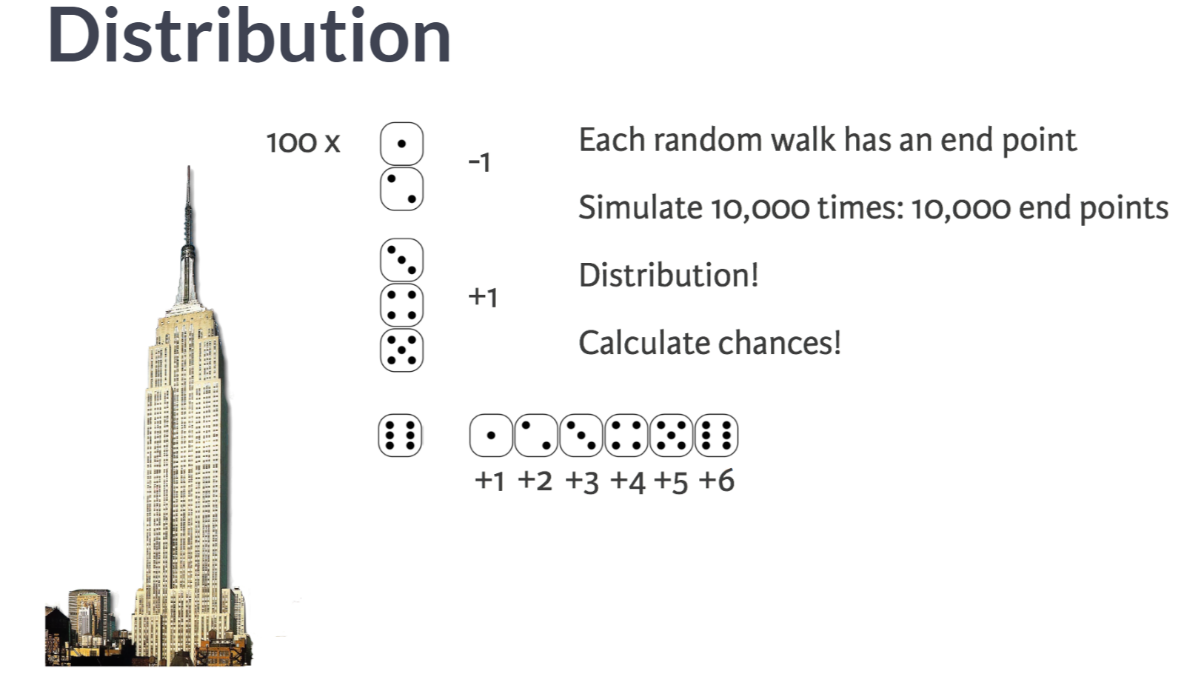 Distribution
100 x
-1
+1
Each random walk has an end point
Simulate 10,000 times: 10,000 end points
Distribution!
Calculate chances!
+1 +2 +3 +4 +5 +6